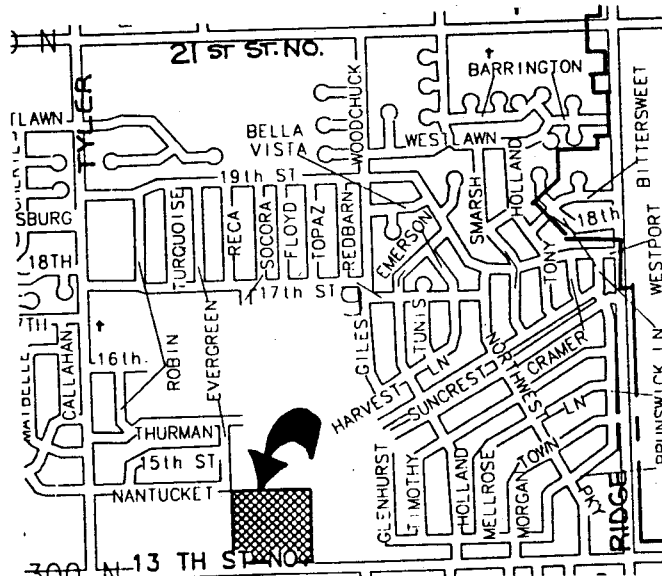 N
21 ST ST. NO.
BARRINGTON
TYLER
WOODCHUCK
BELLA
VISTA
WESTLAWN
BITTERSWEET
19th ST
SMARSH
HOLLAND
18th
SBURG
TURQUOISE
RECA
SOCORA
FLOYD
TOPAZ
REDBARN
EMERSON
TONY
WESTPORT
18TH
17th ST
TUNIS
GILES
CALLAHAN
16th
ROBIN
EVERGREEN
HARVEST LN
SUNCREST
NORTHWEST PKY
CRAMER
MAYBELLE
THURMAN
15th ST
NANTUCKET
GLENHURST
TIMOTHY
HOLLAND
MELLROSE
MORGAN
TOWN LN
BRUNSWICK LN
RIDGE
300 N
13 TH ST NO.